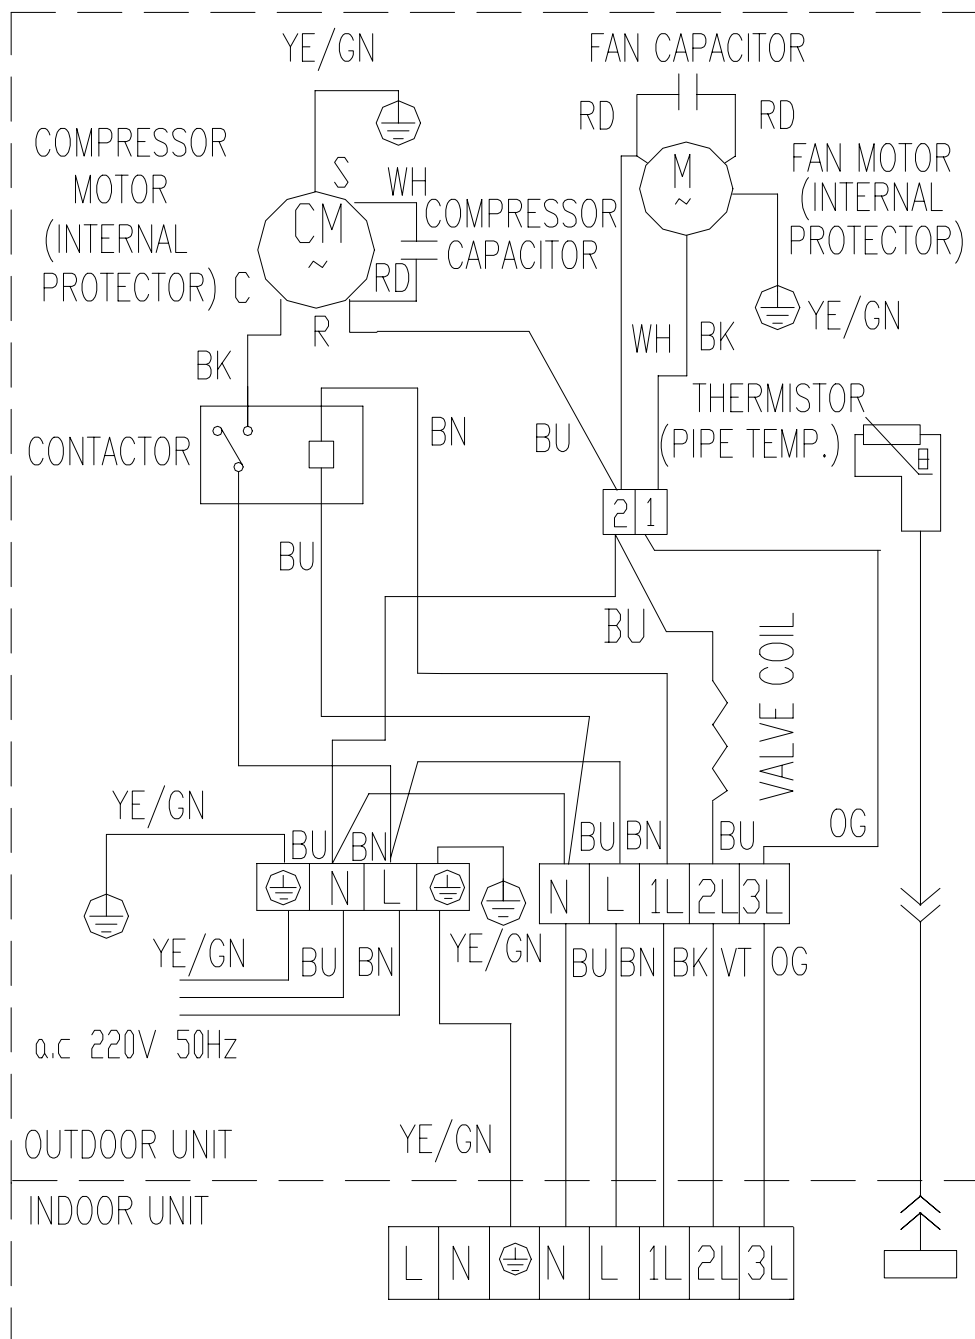 YE/GN
FAN CAPACITOR
RD
RD
COMPRESSOR
MOTOR
(INTERNAL
PROTECTOR)
S
WH
CM
~
COMPRESSOR
CAPACITOR
RD
C
R
M
~
FAN MOTOR
(INTERNAL
PROTECTOR)
YE/GN
WH
BK
BK
THERMISTOR
(PIPE TEMP.)
CONTACTOR
BN
BU
2 1
BU
BU
VALVE COIL
YE/GN
BU
BN
BU
BN
BU
OG
N L
N L 1L 2L 3L
YE/GN
BU
BN
YE/GN
BU
BN
BK
VT
OG
a.c 220V 50Hz
OUTDOOR UNIT
YE/GN
INDOOR UNIT
L N N L 1L 2L 3L